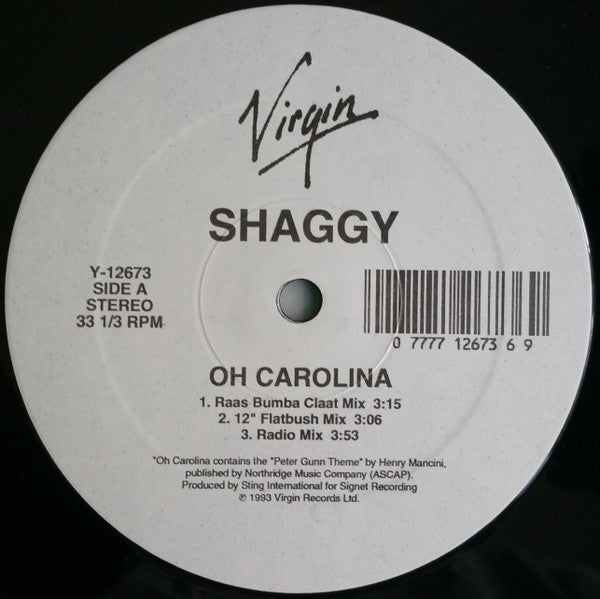 Virgin
SHAGGY
Y-12673
SIDE A
STEREO
33 1/3 RPM
0 7777 12673 6 9
OH CAROLINA
1. Raas Bumba Claat Mix 3:15
2. 12" Flatbush Mix 3:06
3. Radio Mix 3:53
"Oh Carolina contains the "Peter Gunn Theme" by Henry Mancini,
published by Northridge Music Company (ASCAP).
Produced by Sting International for Signet Recording
℗ 1993 Virgin Records Ltd.